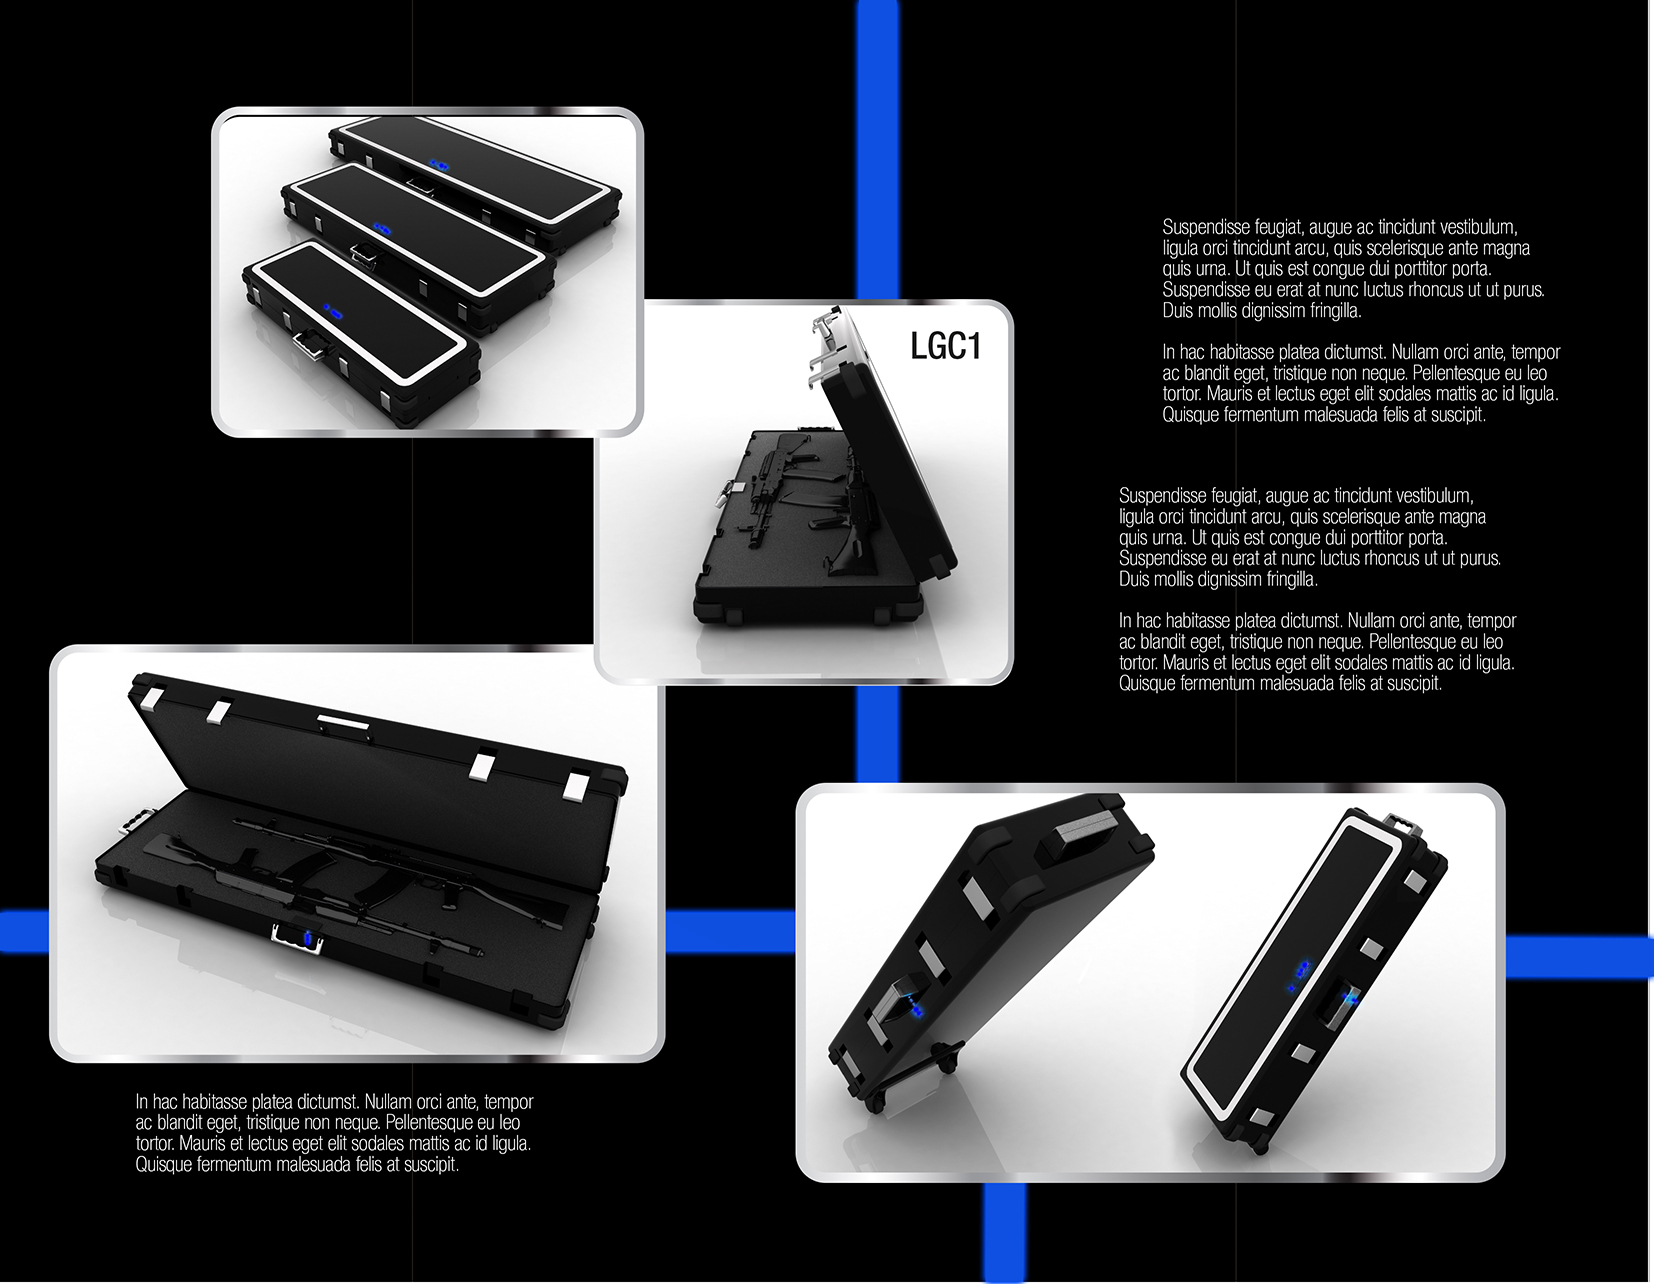 LGC1
Suspendisse feugiat, augue ac tincidunt vestibulum,
ligula orci tincidunt arcu, quis scelerisque ante magna
quis urna. Ut quis est congue dui porttitor porta.
Suspendisse eu erat at nunc luctus rhoncus ut ut purus.
Duis mollis dignissim fringilla.
In hac habitasse platea dictumst. Nullam orci ante, tempor
ac blandit eget, tristique non neque. Pellentesque eu leo
tortor. Mauris et lectus eget elit sodales mattis ac id ligula.
Quisque fermentum malesuada felis at suscipit.
Suspendisse feugiat, augue ac tincidunt vestibulum,
ligula orci tincidunt arcu, quis scelerisque ante magna
quis urna. Ut quis est congue dui porttitor porta.
Suspendisse eu erat at nunc luctus rhoncus ut ut purus.
Duis mollis dignissim fringilla.
In hac habitasse platea dictumst. Nullam orci ante, tempor
ac blandit eget, tristique non neque. Pellentesque eu leo
tortor. Mauris et lectus eget elit sodales mattis ac id ligula.
Quisque fermentum malesuada felis at suscipit.
In hac habitasse platea dictumst. Nullam orci ante, tempor
ac blandit eget, tristique non neque. Pellentesque eu leo
tortor. Mauris et lectus eget elit sodales mattis ac id ligula.
Quisque fermentum malesuada felis at suscipit.